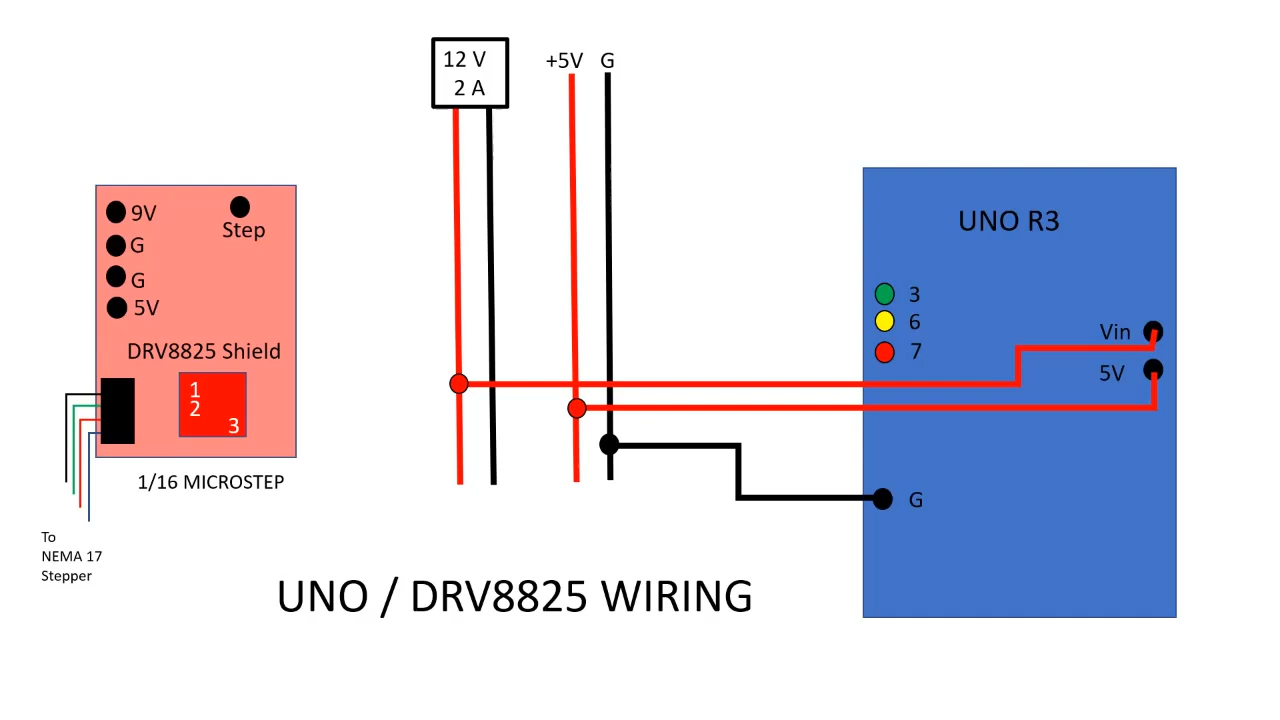 12 V
2 A
+5V G
9V
G
G
5V
Step
DRV8825 Shield
1
2
3
1/16 MICROSTEP
To
NEMA 17
Stepper
UNO R3
3
6
7
Vin
5V
G
UNO / DRV8825 WIRING